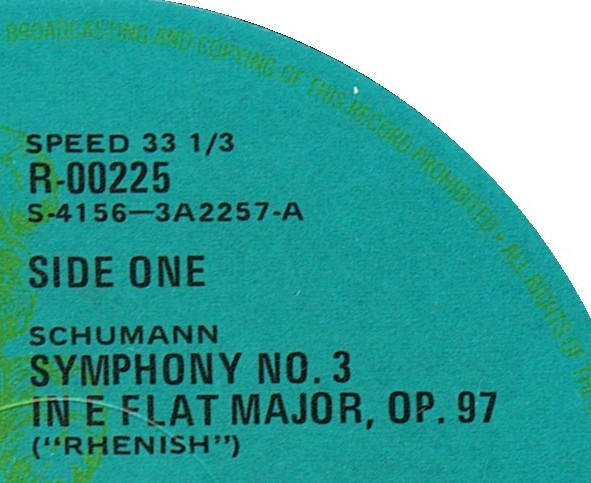 BROADCASTING AND COPYING OF THIS RECORD PROHIBITED • ALL RIGHTS OF THE
SPEED 33 1/3
R-00225
S-4156—3A2257-A
SIDE ONE
SCHUMANN
SYMPHONY NO. 3
IN E FLAT MAJOR, OP. 97
("RHENISH")